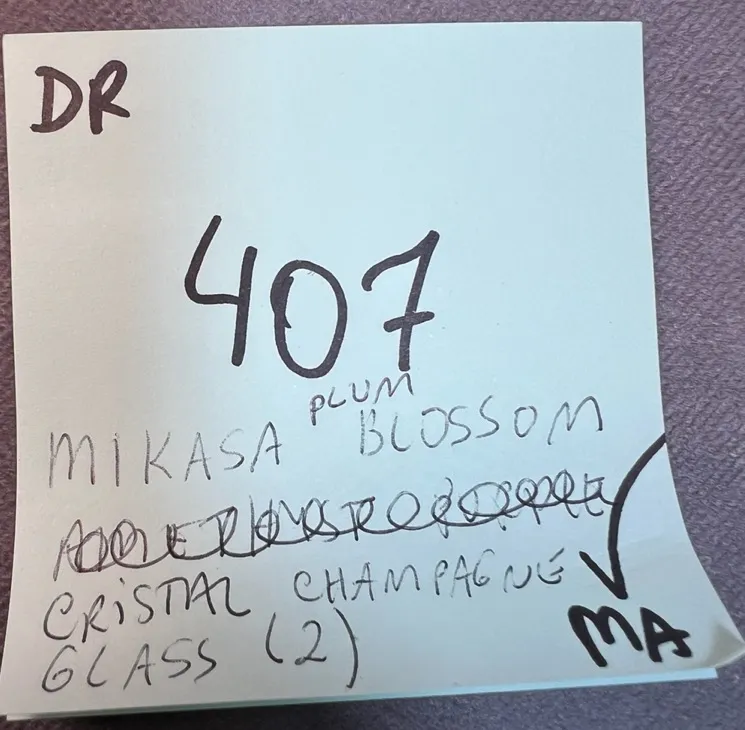 DR
407
PLUM
MIKASA BLOSSOM
CRISTAL CHAMPAGNE
GLASS (2)
MA